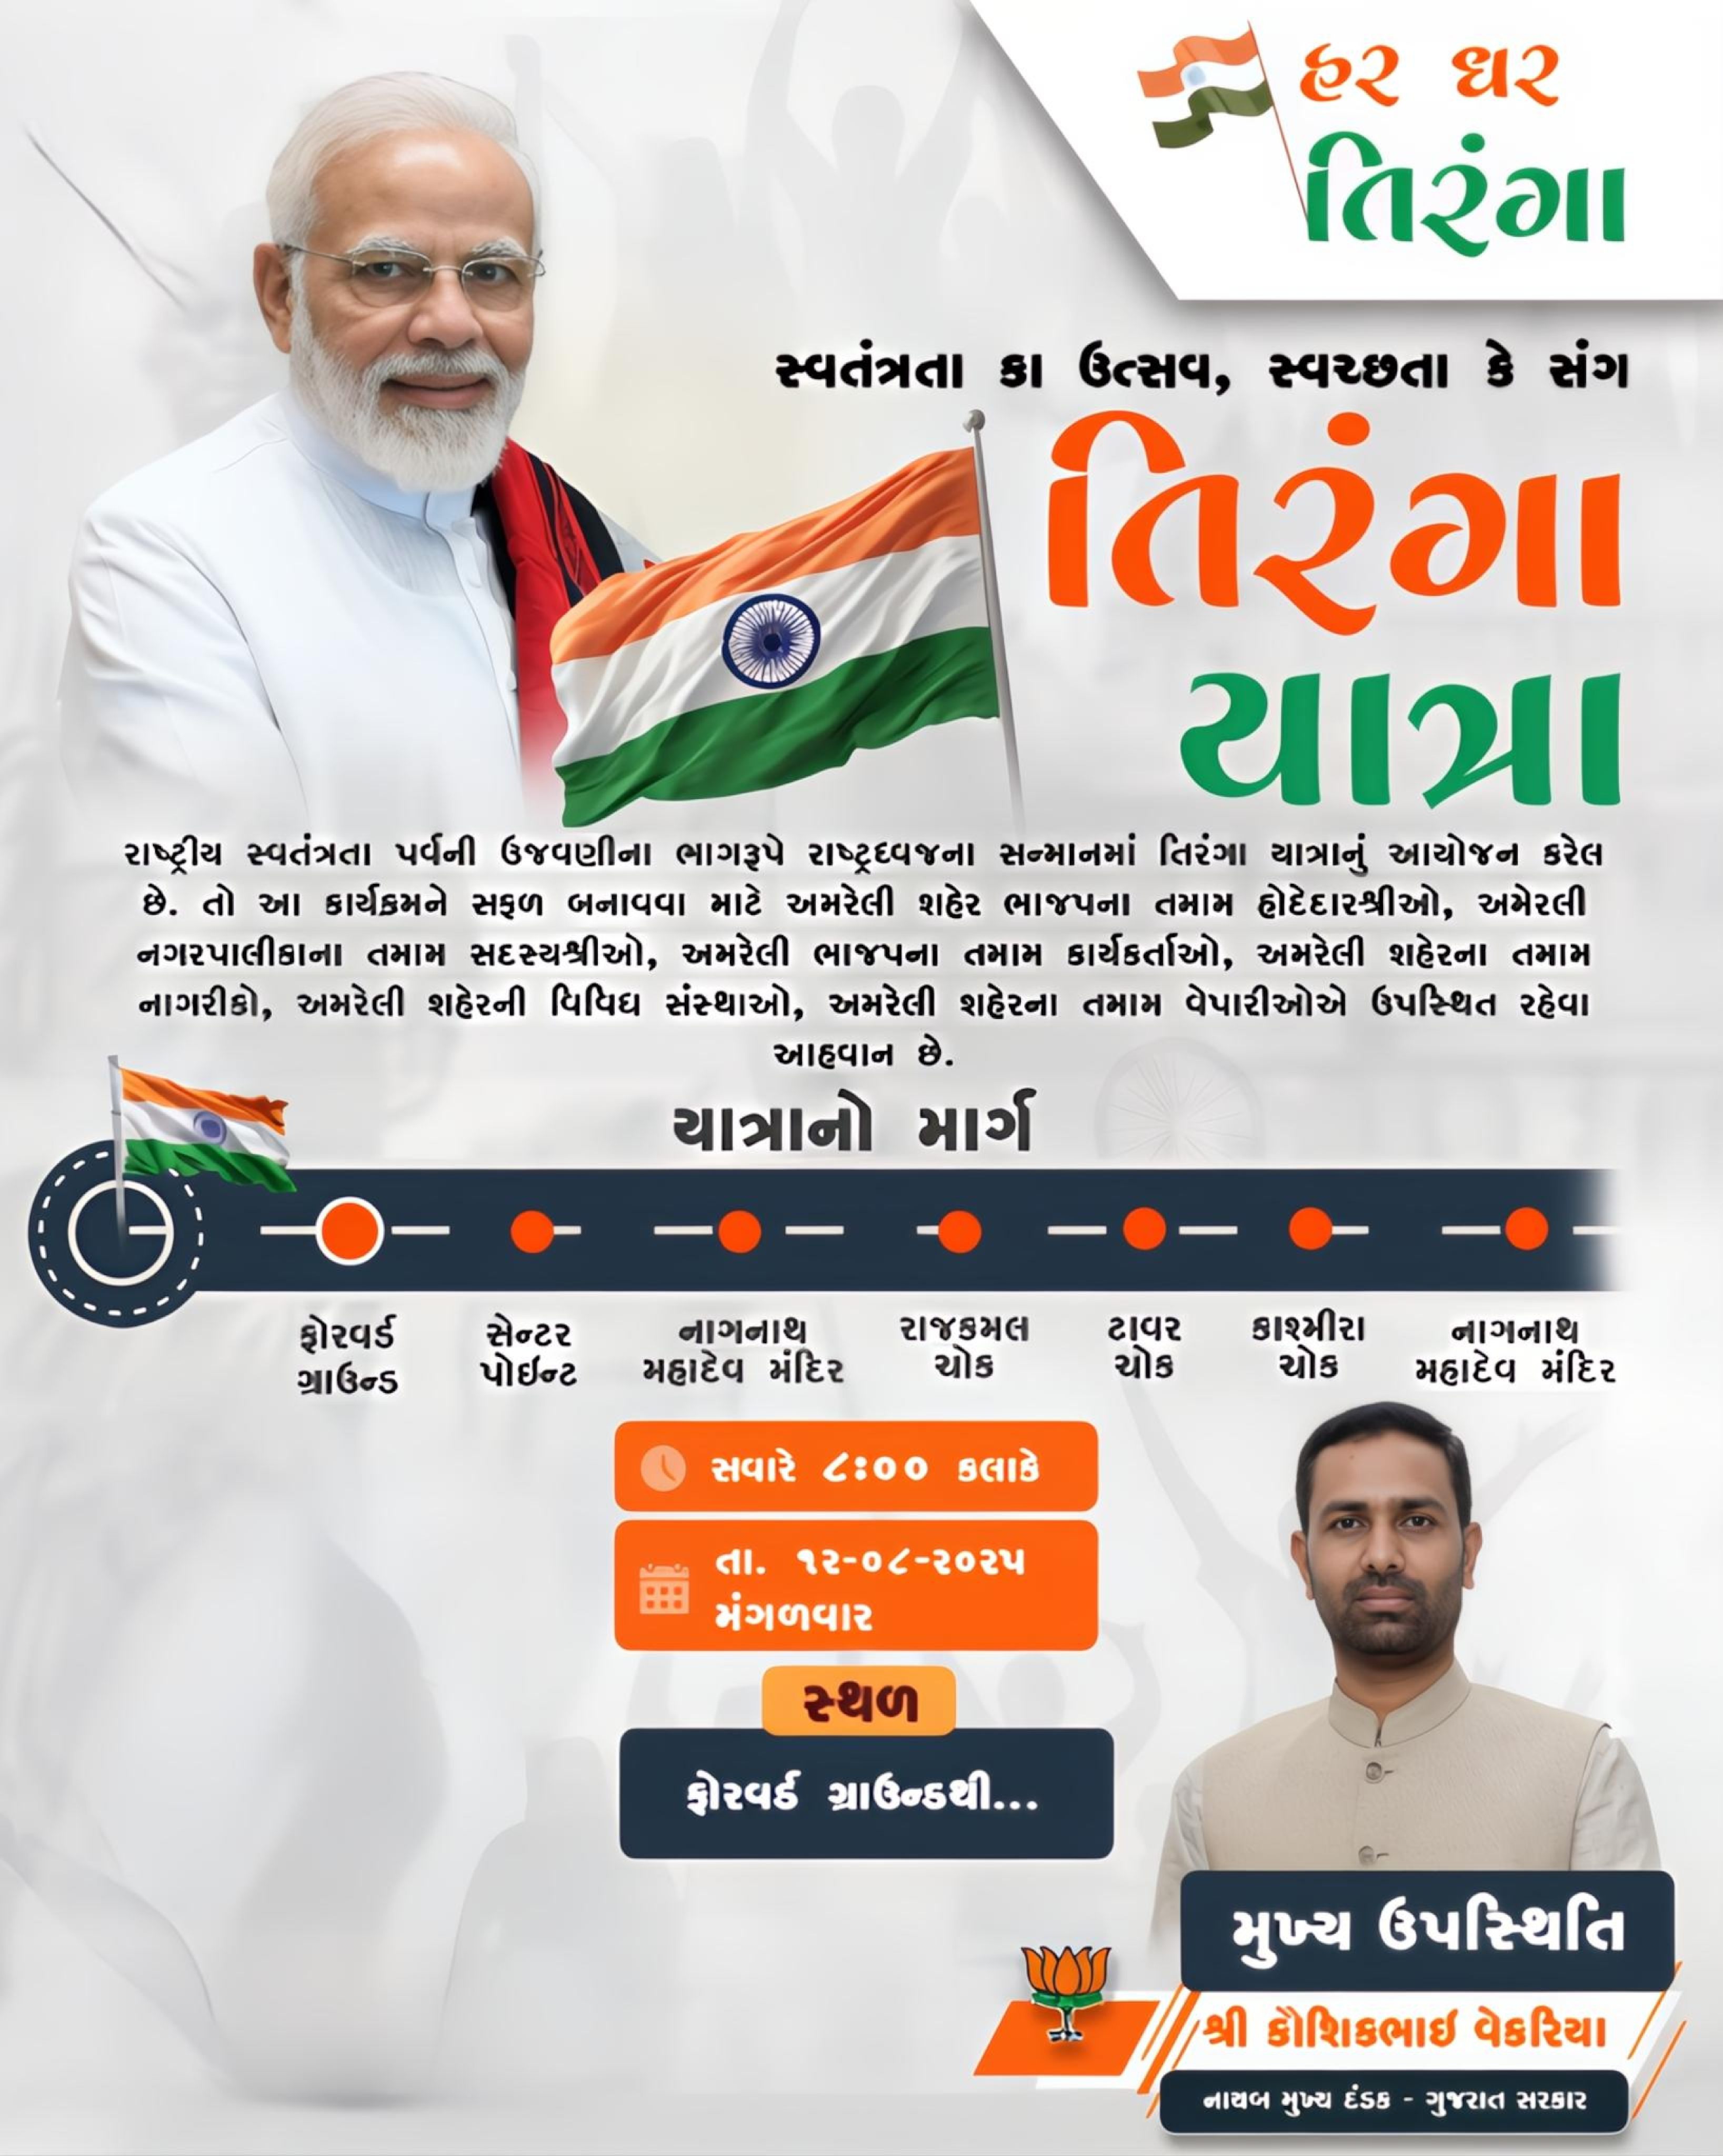 હર ઘર
તિરંગા
સ્વતંત્રતા કા ઉત્સવ, સ્વચ્છતા કે સંગ
તિરંગા
યાત્રા
રાષ્ટ્રીય સ્વતંત્રતા પર્વની ઉજવણીના ભાગરૂપે રાષ્ટ્રદવજના સન્માનમાં તિરંગા યાત્રાનું આયોજન કરેલ
છે. તો આ કાર્યક્રમને સફળ બનાવવા માટે અમરેલી શહેર ભાજપના તમામ હોદેદારશ્રીઓ, અમેરલી
નગરપાલીકાના તમામ સદસ્યશ્રીઓ, અમરેલી ભાજપના તમામ કાર્યકર્તાઓ, અમરેલી શહેરના તમામ
નાગરીકો, અમરેલી શહેરની વિવિધ સંસ્થાઓ, અમરેલી શહેરના તમામ વેપારીઓએ ઉપસ્થિત રહેવા
આહવાન છે.
યાત્રાનો માર્ગ
ફોરવર્ડ ગ્રાઉન્ડ
સેન્ટર પોઈન્ટ
નાગનાથ મહાદેવ મંદિર
રાજકમલ ચોક
ટાવર ચોક
કાશ્મીરા ચોક
નાગનાથ મહાદેવ મંદિર
સવારે ૮:૦૦ કલાકે
તા. ૧૨-૦૮-૨૦૨૫
મંગળવાર
સ્થળ
ફોરવર્ડ ગ્રાઉન્ડથી...
મુખ્ય ઉપસ્થિતિ
શ્રી કૌશિકભાઈ વેકરિયા
નાયબ મુખ્ય દંડક - ગુજરાત સરકાર